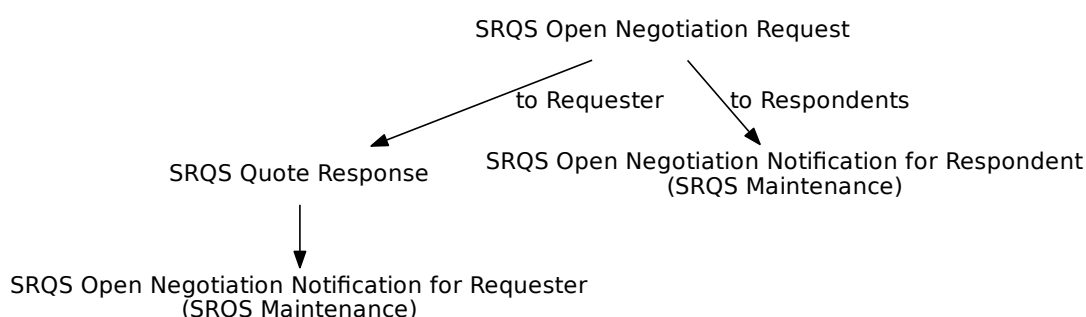 SRQS Open Negotiation Request
to Requester
to Respondents
SRQS Quote Response
SRQS Open Negotiation Notification for Respondent
(SRQS Maintenance)
SRQS Open Negotiation Notification for Requester
(SRQS Maintenance)